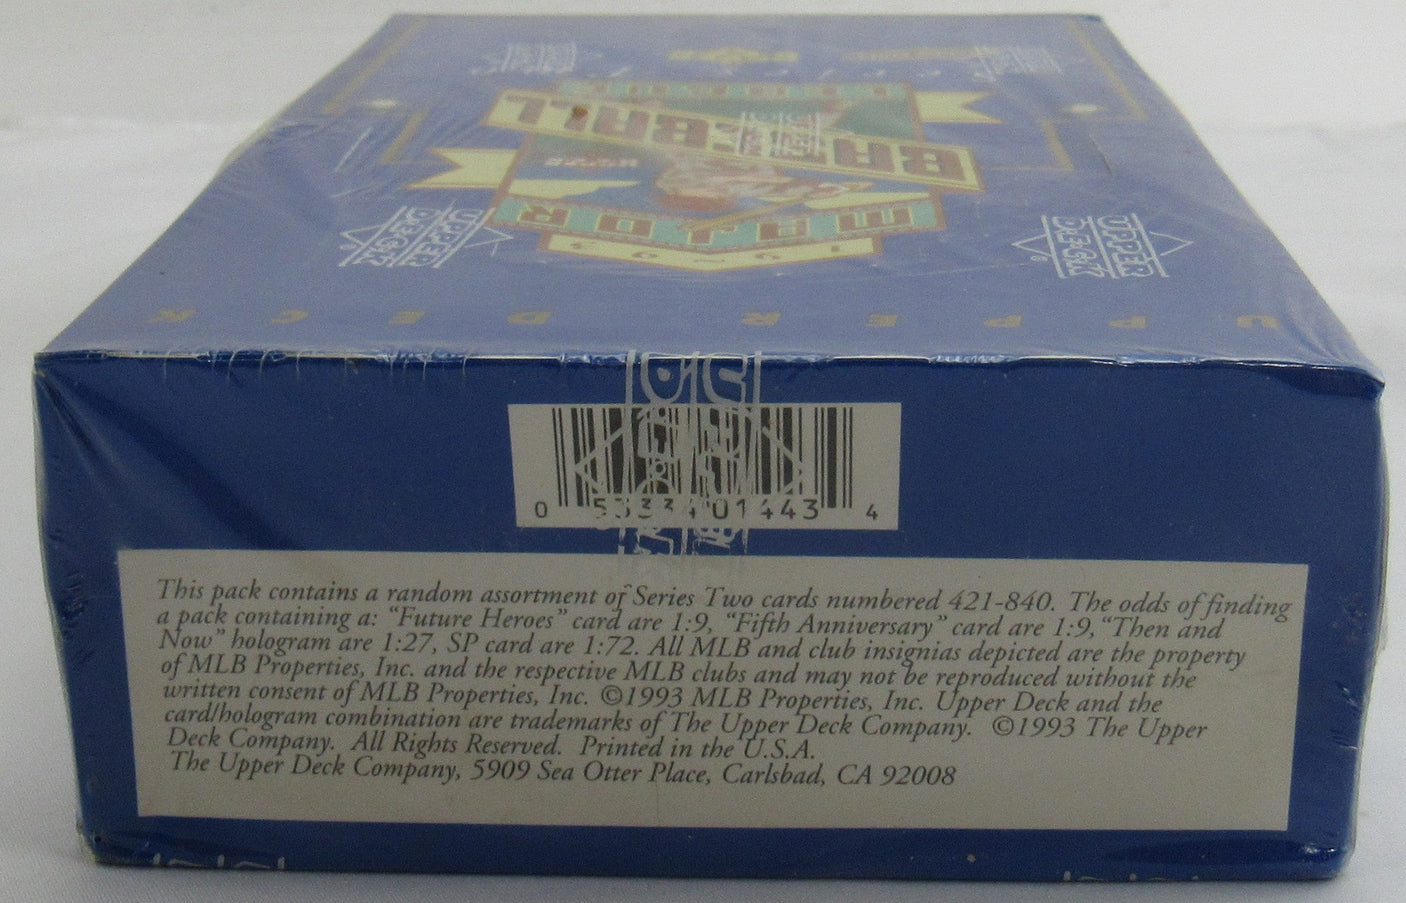 UPPER DECK
UPPER DECK
UPPER DECK
MAJOR
LEAGUE
BASEBALL
1993
UPPER DECK
0 53334 01443 4
This pack contains a random assortment of Series Two cards numbered 421-840. The odds of finding
a pack containing a: “Future Heroes” card are 1:9, “Fifth Anniversary” card are 1:9, “Then and
Now” hologram are 1:27, SP card are 1:72. All MLB and club insignias depicted are the property
of MLB Properties, Inc. and the respective MLB clubs and may not be reproduced without the
written consent of MLB Properties, Inc. ©1993 MLB Properties, Inc. Upper Deck and the
card/hologram combination are trademarks of The Upper Deck Company. ©1993 The Upper
Deck Company. All Rights Reserved. Printed in the U.S.A.
The Upper Deck Company, 5909 Sea Otter Place, Carlsbad, CA 92008